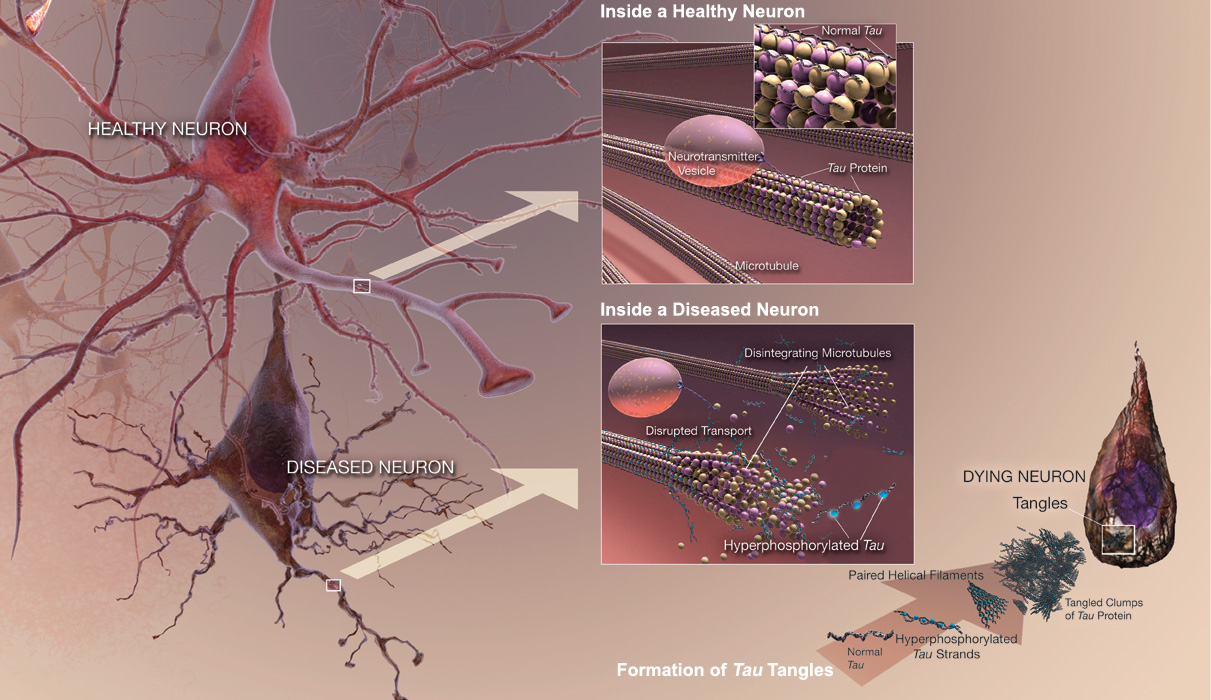 Inside a Healthy Neuron
Normal Tau
HEALTHY NEURON
Neurotransmitter
Vesicle
Tau Protein
Microtubule
Inside a Diseased Neuron
Disintegrating Microtubules
Disrupted Transport
DISEASED NEURON
Hyperphosphorylated Tau
DYING NEURON
Tangles
Paired Helical Filaments
Tangled Clumps
of Tau Protein
Hyperphosphorylated
Tau Strands
Normal
Tau
Formation of Tau Tangles